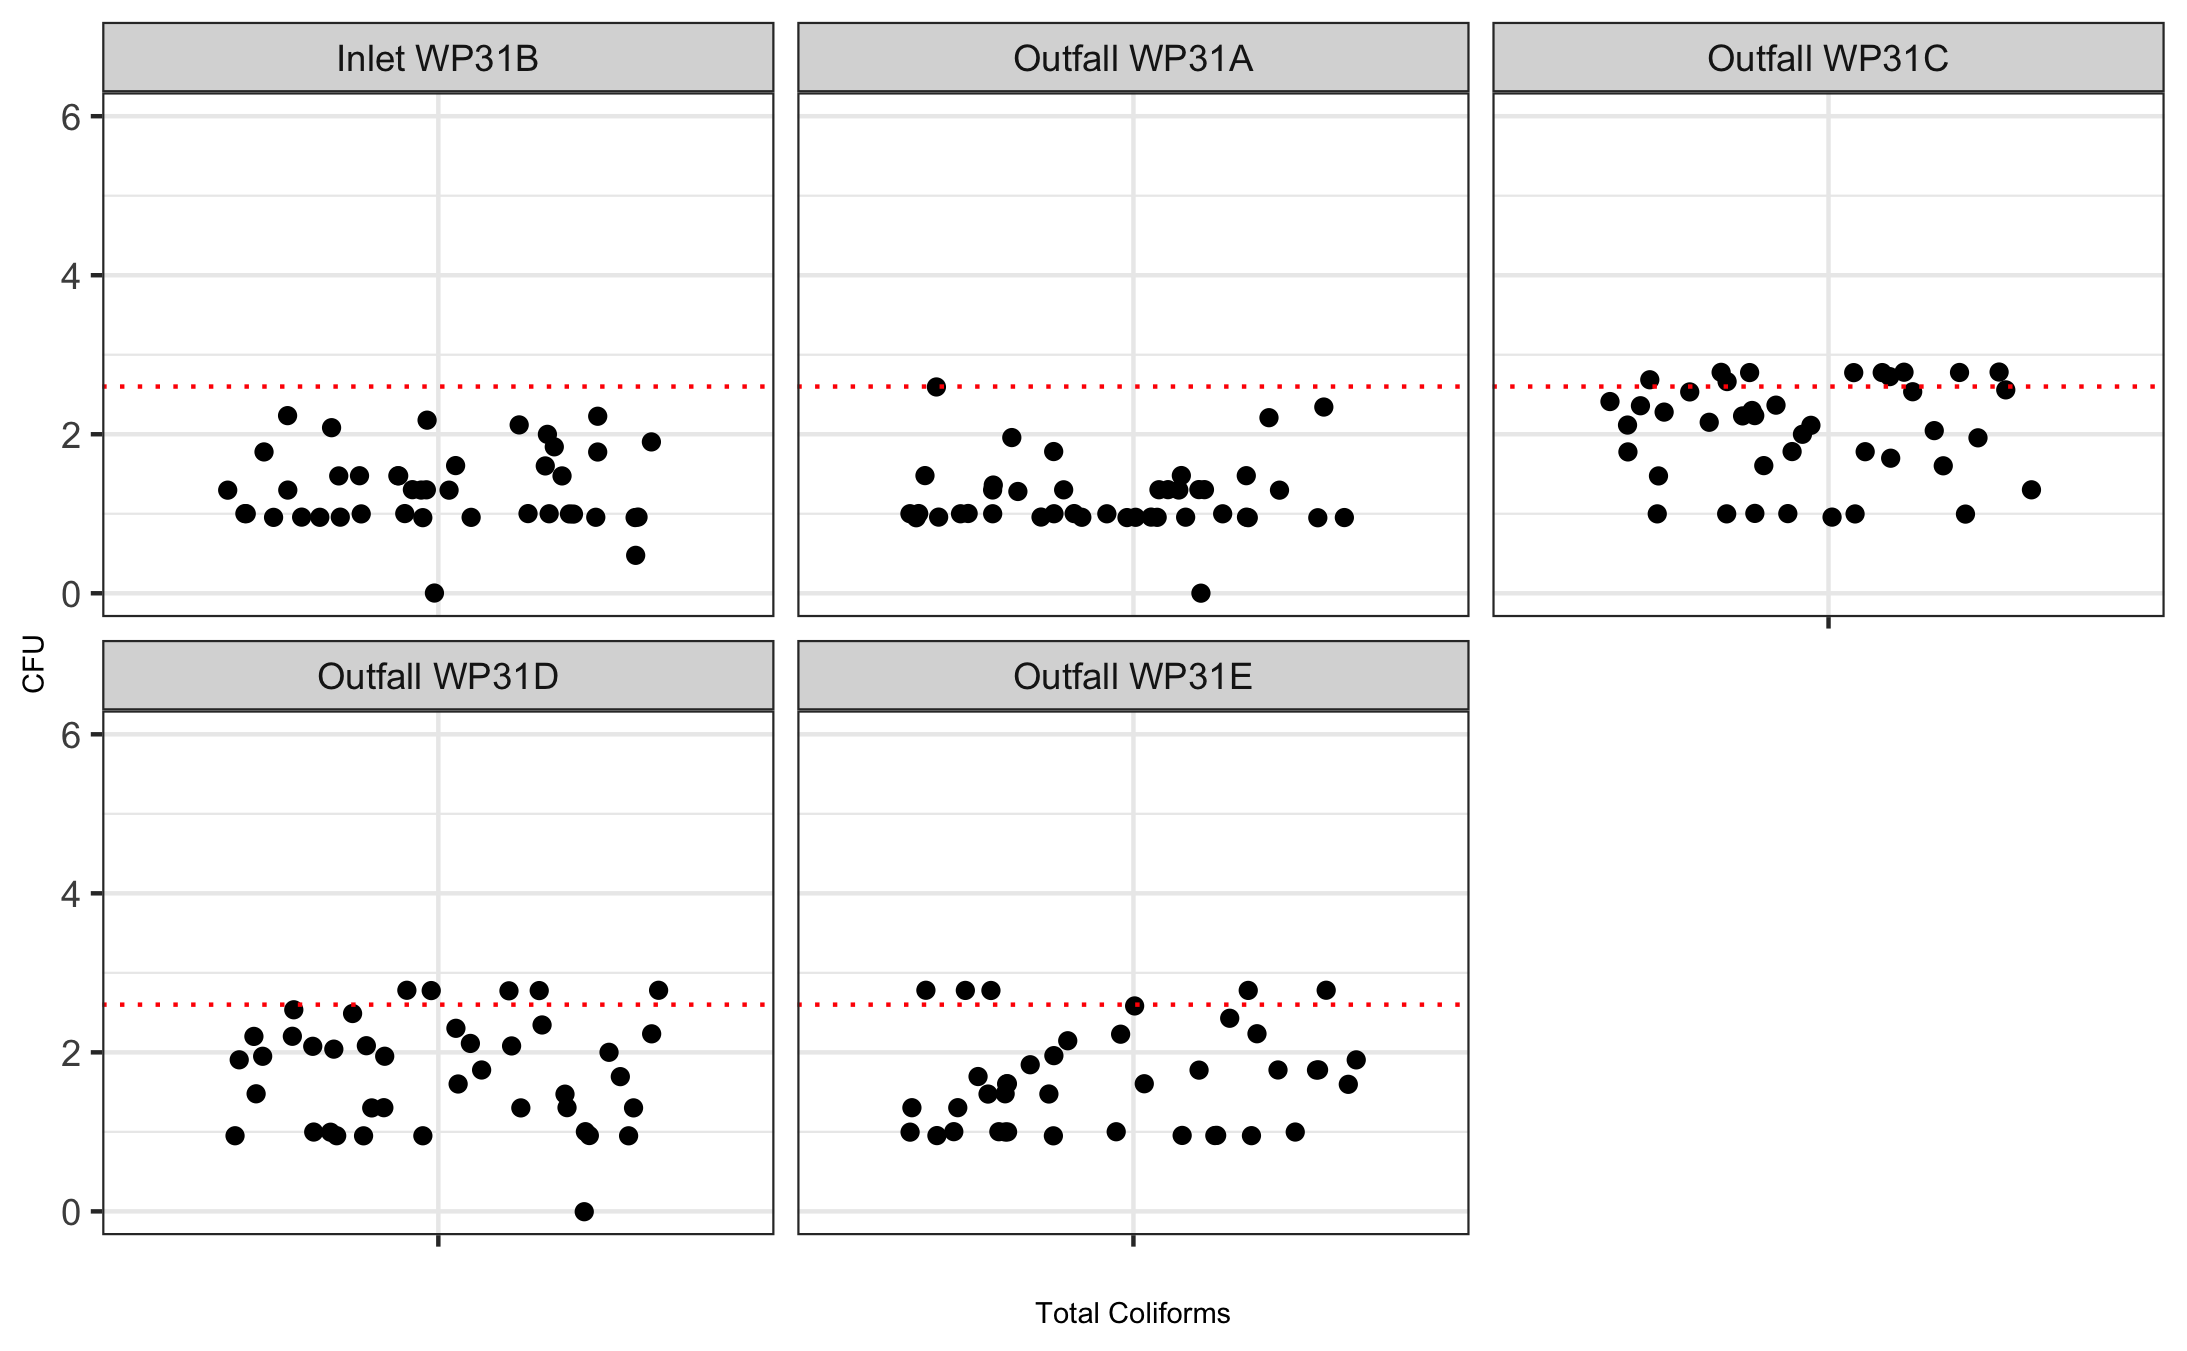 Inlet WP31B
Outfall WP31A
Outfall WP31C
6
4
2
0
CFU
Outfall WP31D
Outfall WP31E
6
4
2
0
Total Coliforms